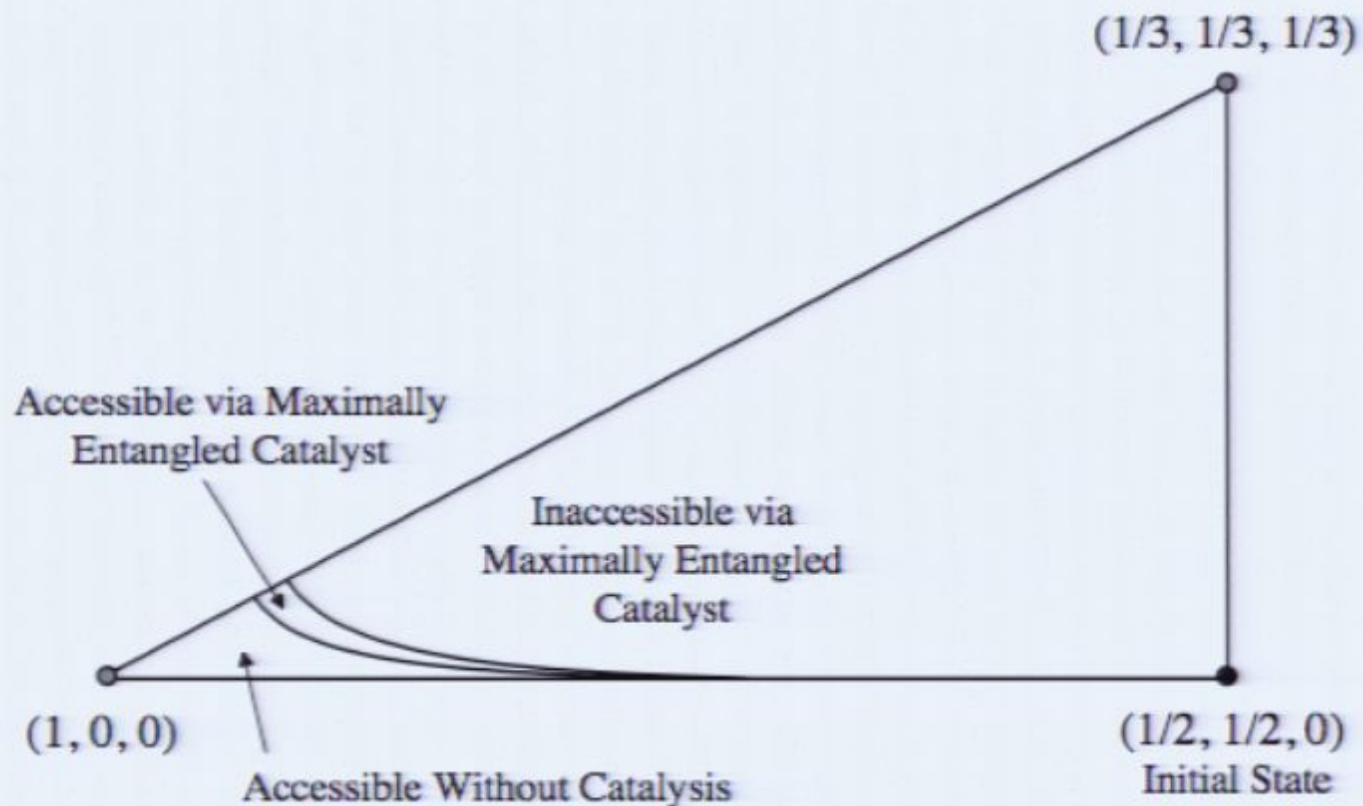 (1/3, 1/3, 1/3)
Accessible via Maximally
Entangled Catalyst
Inaccessible via
Maximally Entangled
Catalyst
(1, 0, 0)
(1/2, 1/2, 0)
Initial State
Accessible Without Catalysis